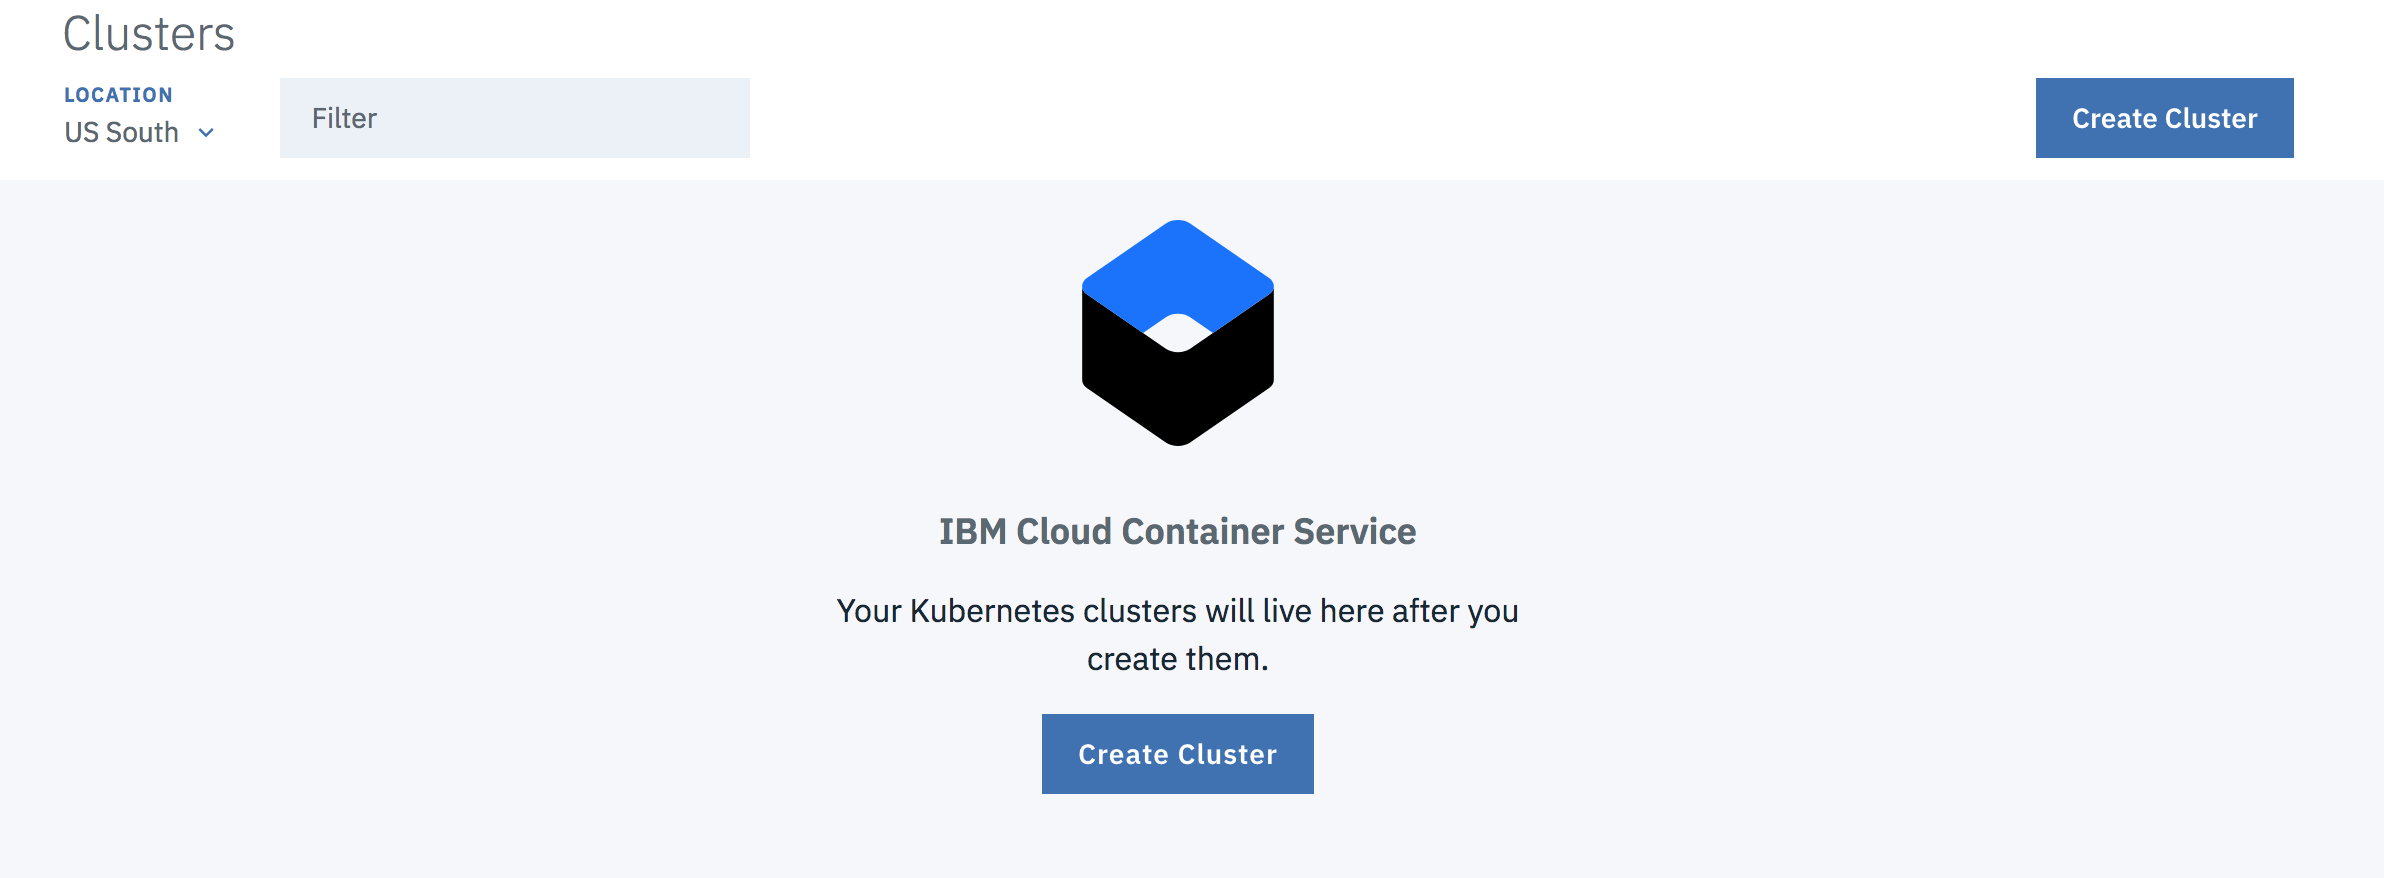 Clusters
LOCATION
US South
Filter
Create Cluster
IBM Cloud Container Service
Your Kubernetes clusters will live here after you
create them.
Create Cluster